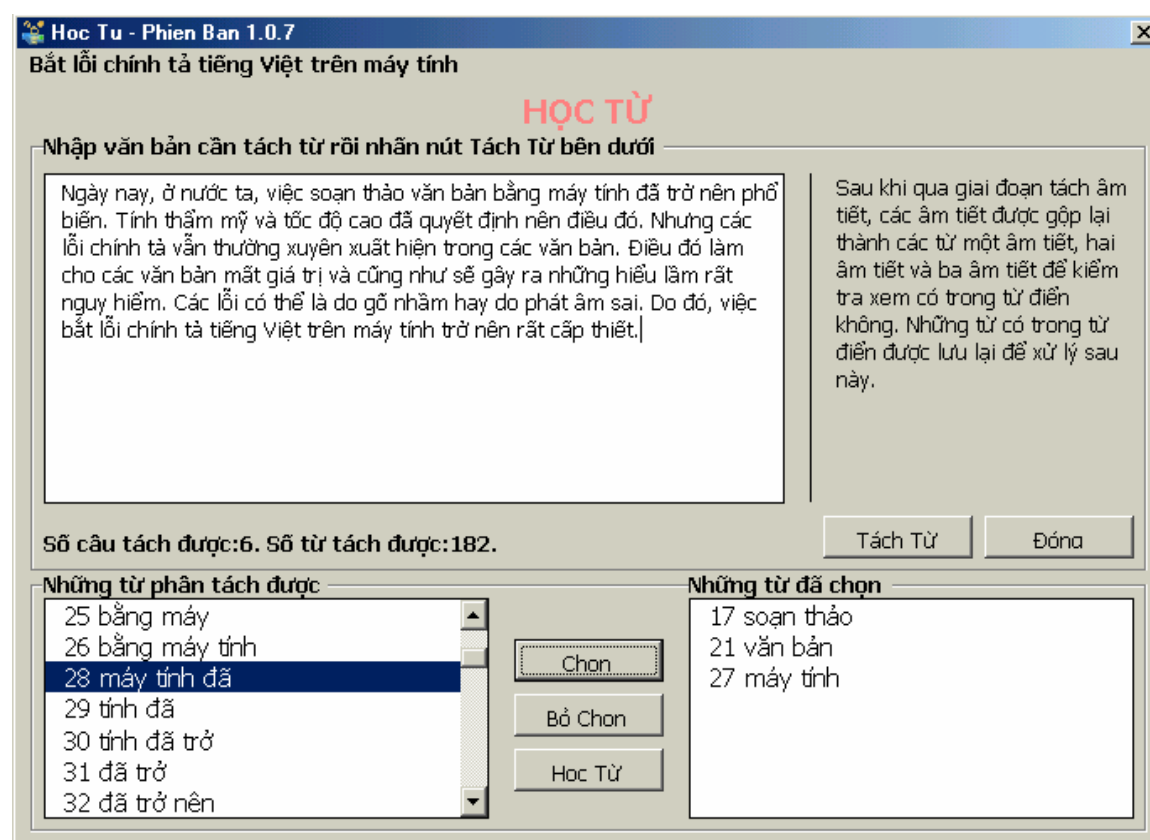 Hoc Tu - Phien Ban 1.0.7
Bắt lỗi chính tả tiếng Việt trên máy tính
HỌC TỪ
Nhập văn bản cần tách từ rồi nhấn nút Tách Từ bên dưới
Ngày nay, ở nước ta, việc soạn thảo văn bản bằng máy tính đã trở nên phổ
biến. Tính thẩm mỹ và tốc độ cao đã quyết định nên điều đó. Nhưng các
lỗi chính tả vẫn thường xuyên xuất hiện trong các văn bản. Điều đó làm
cho các văn bản mất giá trị và cũng như sẽ gây ra những hiểu lầm rất
nguy hiểm. Các lỗi có thể là do gõ nhầm hay do phát âm sai. Do đó, việc
bắt lỗi chính tả tiếng Việt trên máy tính trở nên rất cấp thiết.
Sau khi qua giai đoạn tách âm
tiết, các âm tiết được gộp lại
thành các từ một âm tiết, hai
âm tiết và ba âm tiết để kiểm
tra xem có trong từ điển
không. Những từ có trong từ
điển được lưu lại để xử lý sau
này.
Số câu tách được:6. Số từ tách được:182.
Tách Từ
Đóng
Những từ phân tách được
25 bằng máy
26 bằng máy tính
28 máy tính đã
29 tính đã
30 tính đã trở
31 đã trở
32 đã trở nên
Chọn
Bỏ Chọn
Học Từ
Những từ đã chọn
17 soạn thảo
21 văn bản
27 máy tính